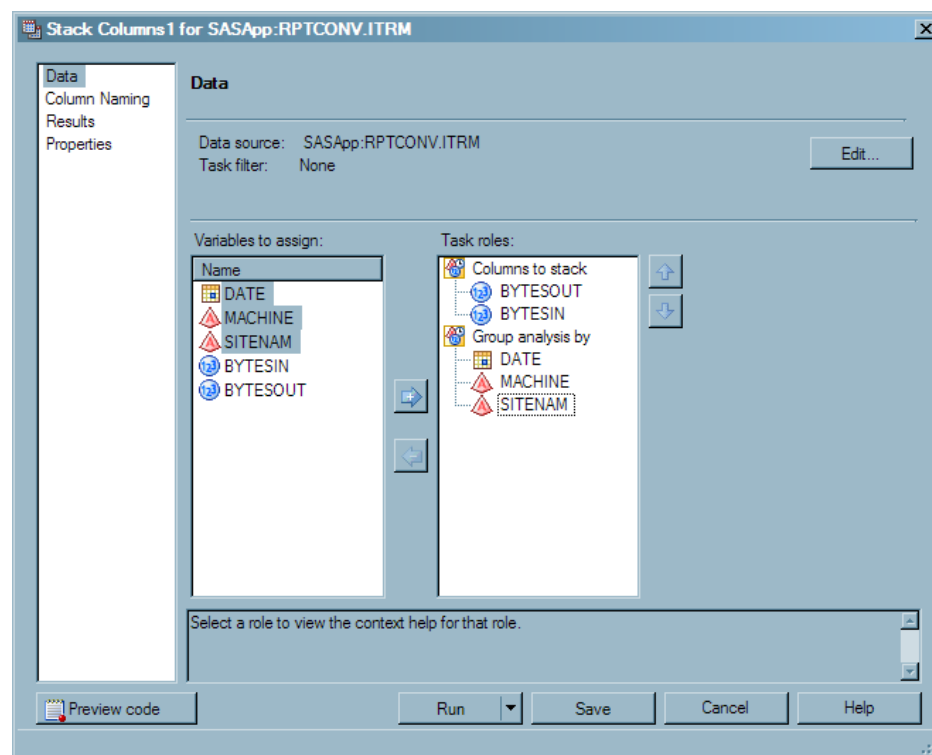 Stack Columns1 for SASApp:RPTCONV.ITRM
Data
Column Naming
Results
Properties
Data
Data source: SASApp:RPTCONV.ITRM
Task filter: None
Edit...
Variables to assign:
Name
DATE
MACHINE
SITENAM
BYTESIN
BYTESOUT
Task roles:
Columns to stack
BYTESOUT
BYTESIN
Group analysis by
DATE
MACHINE
SITENAM
Select a role to view the context help for that role.
Preview code
Run
Save
Cancel
Help